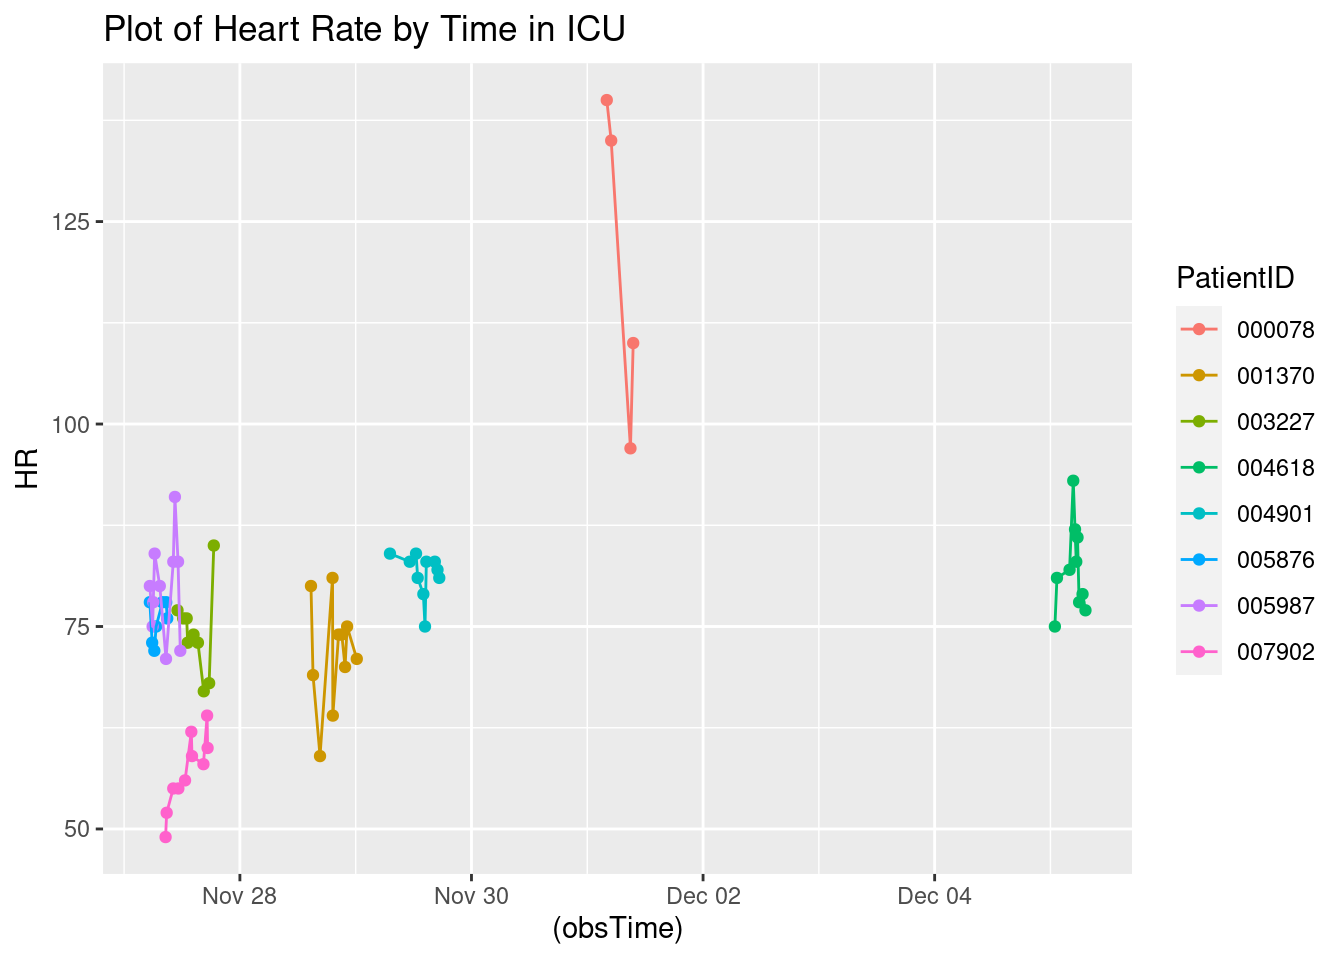 Plot of Heart Rate by Time in ICU
125
100
75
50
HR
Nov 28
Nov 30
Dec 02
Dec 04
(obsTime)
PatientID
000078
001370
003227
004618
004901
005876
005987
007902